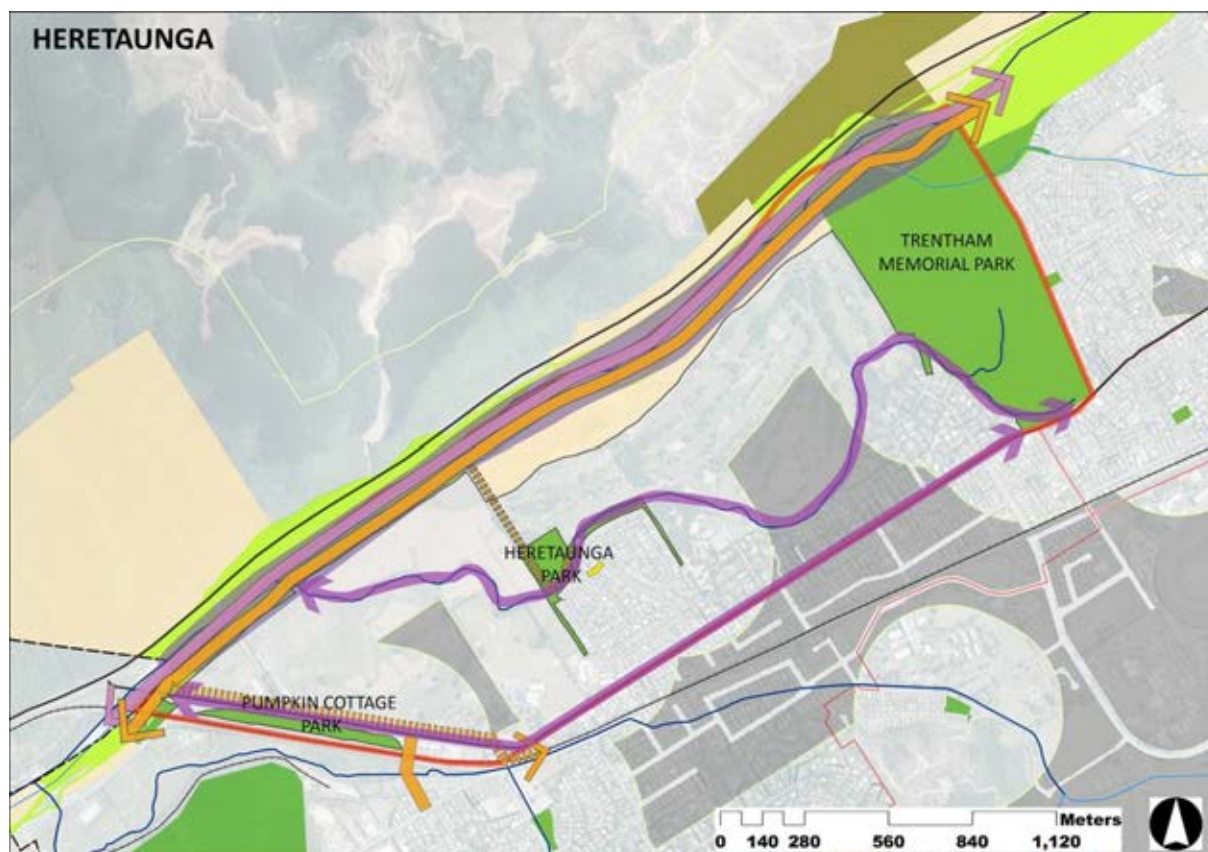 HERETAUNGA
TRENTHAM
MEMORIAL PARK
HERETAUNGA
PARK
PUMPKIN COTTAGE
PARK
Meters
0 140 280 560 840 1,120